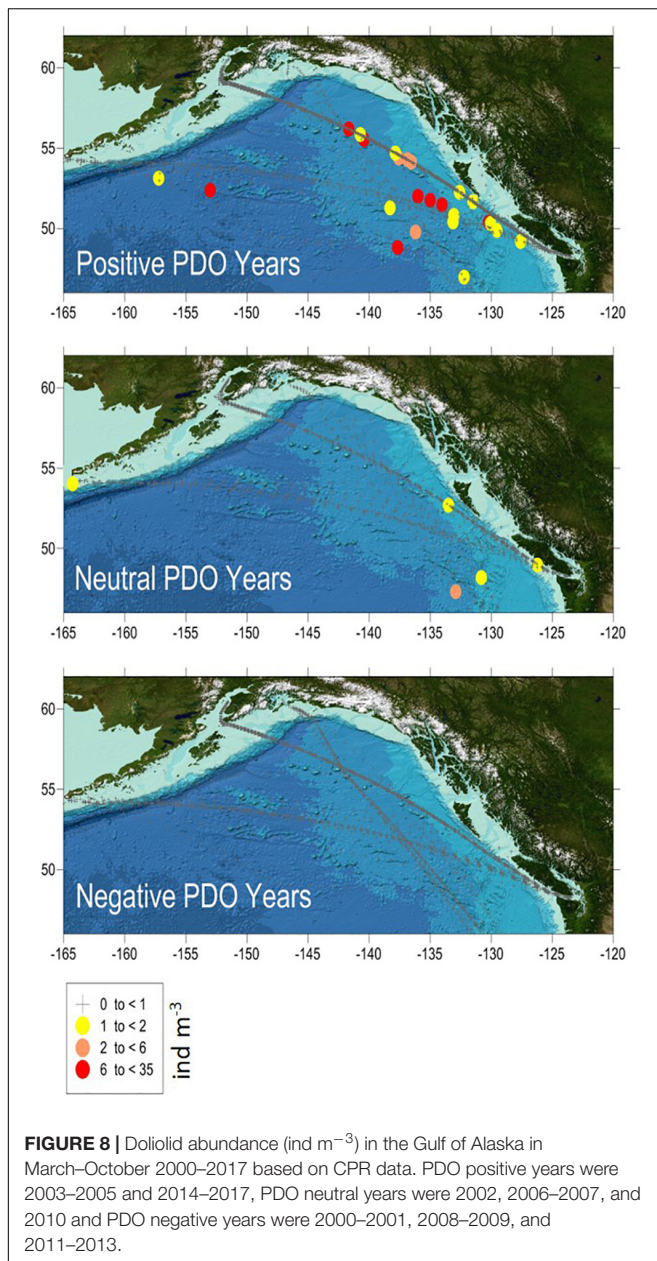 60
55
50
Positive PDO Years
-165 -160 -155 -150 -145 -140 -135 -130 -125 -120
60
55
50
Neutral PDO Years
-165 -160 -155 -150 -145 -140 -135 -130 -125 -120
60
55
50
Negative PDO Years
-165 -160 -155 -150 -145 -140 -135 -130 -125 -120
0 to < 1
1 to < 2
2 to < 6
6 to < 35
ind m⁻³
FIGURE 8 | Doliolid abundance (ind m⁻³) in the Gulf of Alaska in
March–October 2000–2017 based on CPR data. PDO positive years were
2003–2005 and 2014–2017, PDO neutral years were 2002, 2006–2007, and
2010 and PDO negative years were 2000–2001, 2008–2009, and
2011–2013.